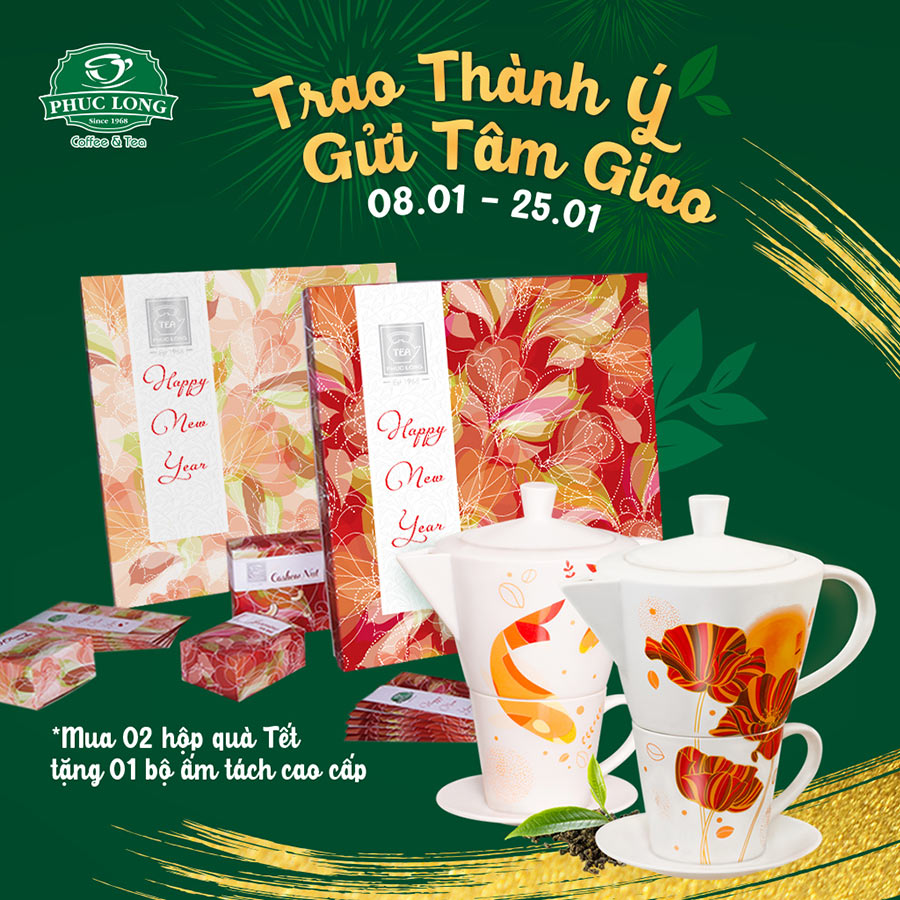 PHUC LONG
Since 1968
Coffee & Tea
Trao Thành Ý
Gửi Tâm Giao
08.01 - 25.01
TEA
PHUC LONG
Happy
New
Year
TEA
PHUC LONG
Est 1968
Happy
New
Year
Cashew Nut
*Mua 02 hộp quà Tết
tặng 01 bộ ấm tách cao cấp